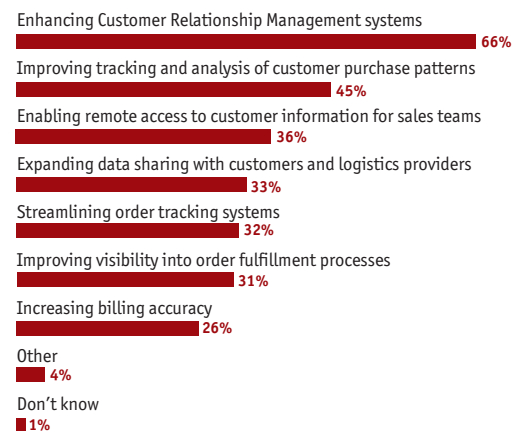 Enhancing Customer Relationship Management systems
66%
Improving tracking and analysis of customer purchase patterns
45%
Enabling remote access to customer information for sales teams
36%
Expanding data sharing with customers and logistics providers
33%
Streamlining order tracking systems
32%
Improving visibility into order fulfillment processes
31%
Increasing billing accuracy
26%
Other
4%
Don’t know
1%